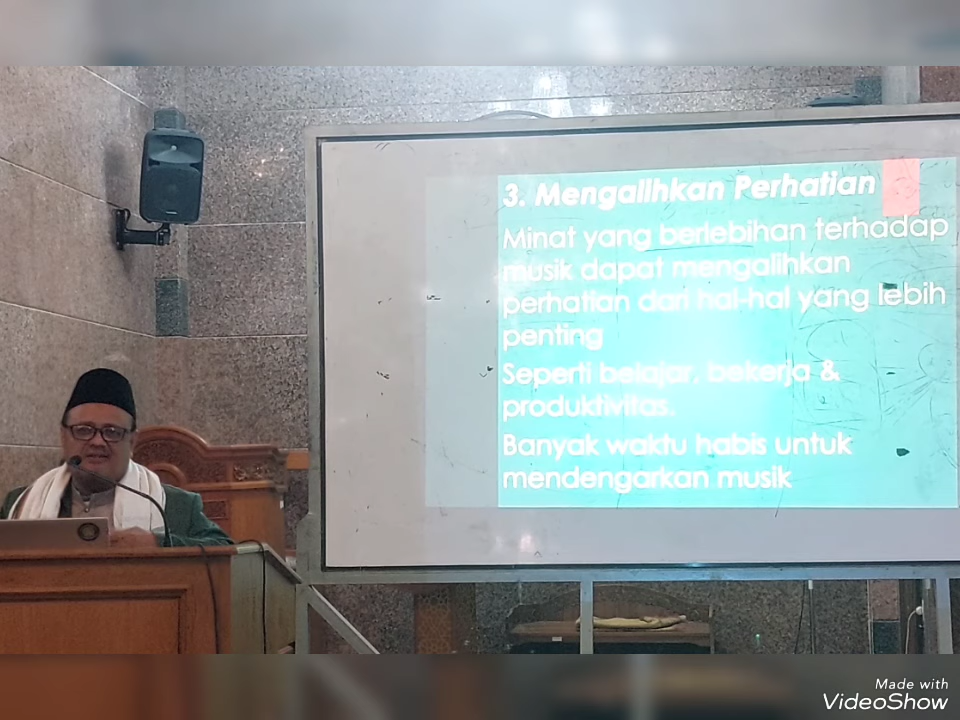 3. Mengalihkan Perhatian
Minat yang berlebihan terhadap
musik dapat mengalihkan
perhatian dari hal-hal yang lebih
penting
Seperti belajar, bekerja &
produktivitas.
Banyak waktu habis untuk
mendengarkan musik
Made with
VideoShow